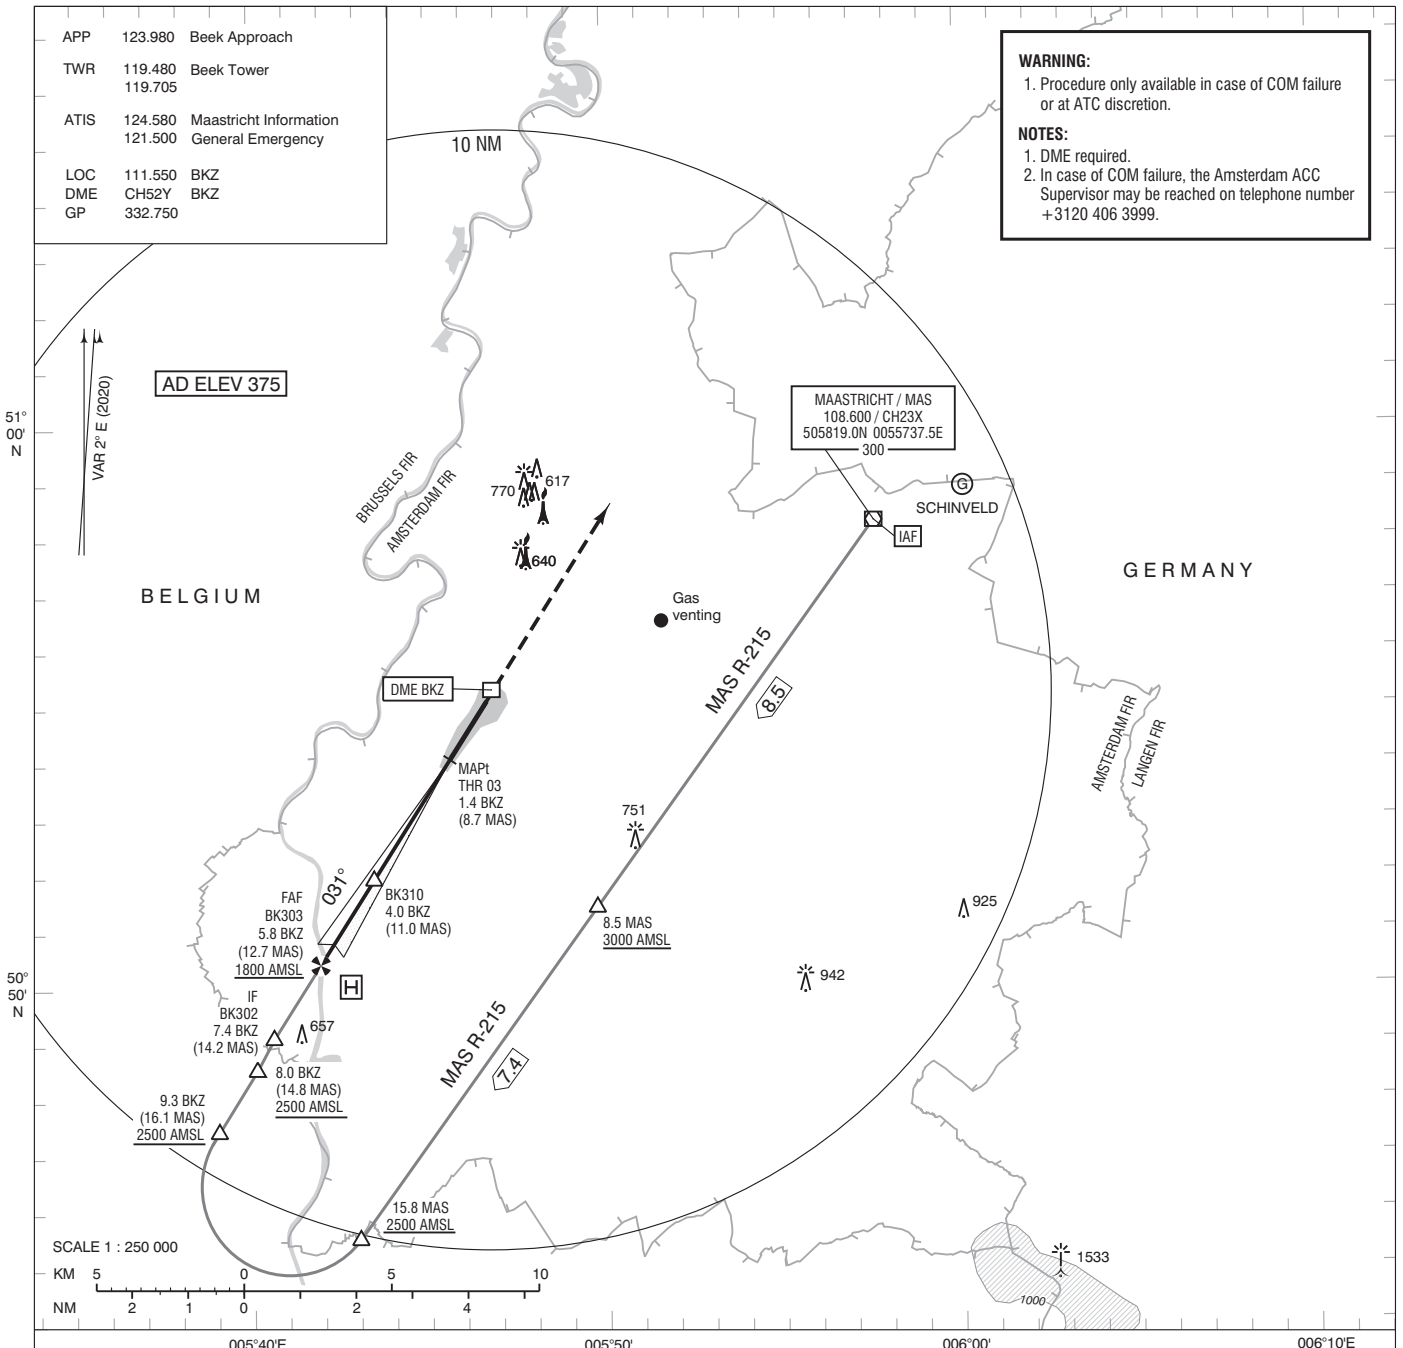 APP 123.980 Beek Approach
TWR 119.480 Beek Tower
119.705
ATIS 124.580 Maastricht Information
121.500 General Emergency
LOC 111.550 BKZ
DME CH52Y BKZ
GP 332.750
WARNING:
1. Procedure only available in case of COM failure
or at ATC discretion.
NOTES:
1. DME required.
2. In case of COM failure, the Amsterdam ACC
Supervisor may be reached on telephone number
+3120 406 3999.
10 NM
VAR 2° E (2020)
AD ELEV 375
51°
00'
N
MAASTRICHT / MAS
108.600 / CH23X
505819.0N 0055737.5E
300
IAF
G
SCHINVELD
BRUSSELS FIR
AMSTERDAM FIR
770
617
640
BELGIUM
GERMANY
Gas
venting
DME BKZ
MAS R-215
8.5
AMSTERDAM FIR
LANGEN FIR
MAPt
THR 03
1.4 BKZ
(8.7 MAS)
751
031°
BK310
4.0 BKZ
(11.0 MAS)
FAF
BK303
5.8 BKZ
(12.7 MAS)
1800 AMSL
H
8.5 MAS
3000 AMSL
925
942
50°
50'
N
IF
BK302
7.4 BKZ
(14.2 MAS)
657
8.0 BKZ
(14.8 MAS)
2500 AMSL
MAS R-215
7.4
9.3 BKZ
(16.1 MAS)
2500 AMSL
15.8 MAS
2500 AMSL
1533
1000
SCALE 1 : 250 000
KM 5 0 5 10
NM 2 1 0 2 4
005°40'E 005°50' 006°00' 006°10'E